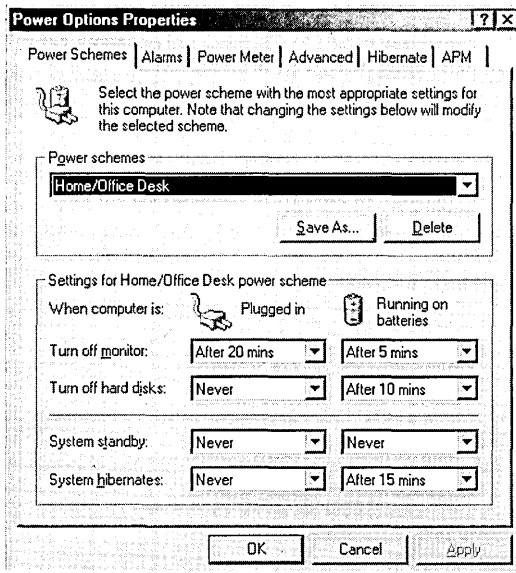 Power Options Properties
? X
Power Schemes Alarms Power Meter Advanced Hibernate APM
Select the power scheme with the most appropriate settings for
this computer. Note that changing the settings below will modify
the selected scheme.
Power schemes
Home/Office Desk
Save As... Delete
Settings for Home/Office Desk power scheme
When computer is: Plugged in Running on
batteries
Turn off monitor: After 20 mins After 5 mins
Turn off hard disks: Never After 10 mins
System standby: Never Never
System hibernates: Never After 15 mins
OK Cancel Apply